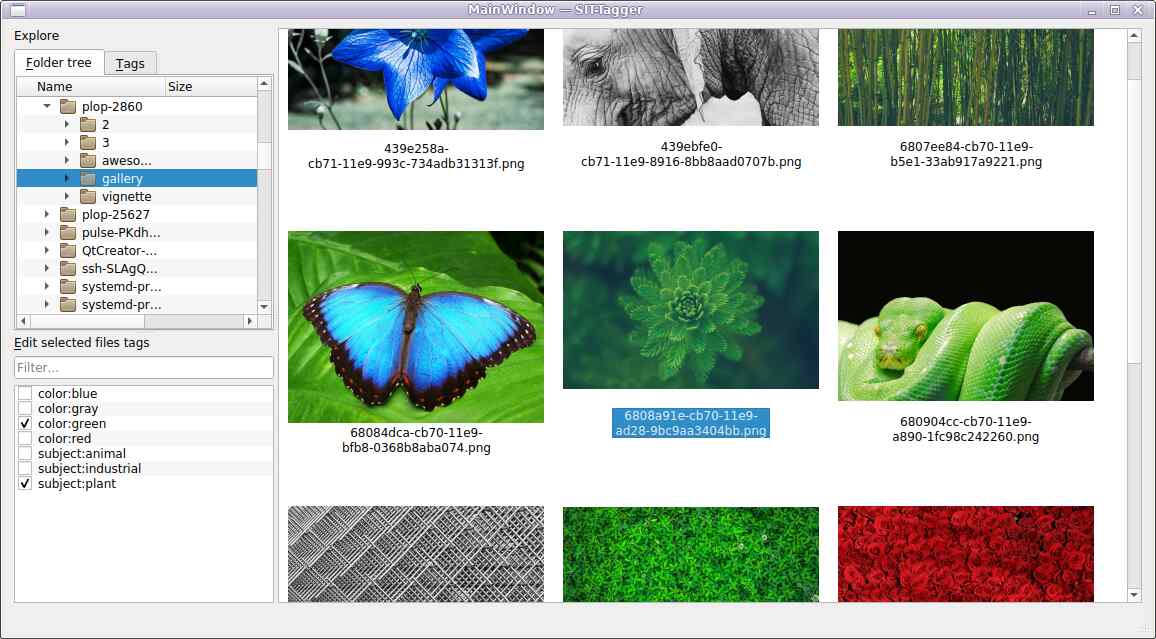 MainWindow — SIT-Tagger
Explore
Folder tree
Tags
Name
Size
plop-2860
2
3
aweso...
gallery
vignette
plop-25627
pulse-PKdh...
QtCreator-...
ssh-SLAgQ...
systemd-pr...
systemd-pr...
Edit selected files tags
Filter...
color:blue
color:gray
color:green
color:red
subject:animal
subject:industrial
subject:plant
439e258a-
cb71-11e9-993c-734adb31313f.png
439ebfe0-
cb71-11e9-8916-8bb8aad0707b.png
6807ee84-cb70-11e9-
b5e1-33ab917a9221.png
68084dca-cb70-11e9-
bfb8-0368b8aba074.png
6808a91e-cb70-11e9-
ad28-9bc9aa3404bb.png
680904cc-cb70-11e9-
a890-1fc98c242260.png